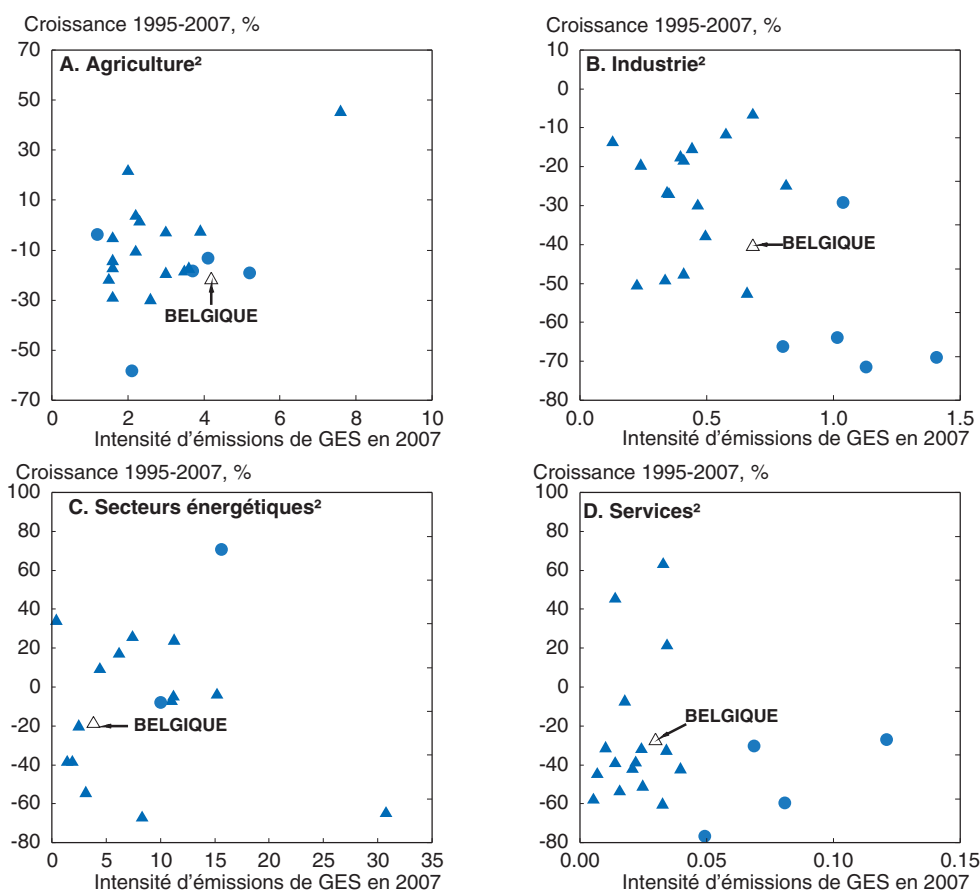 Croissance 1995-2007, %
A. Agriculture²
70
50
30
10
-10
-30
-50
-70
BELGIQUE
0 2 4 6 8 10
Intensité d'émissions de GES en 2007
Croissance 1995-2007, %
B. Industrie²
10
0
-10
-20
-30
-40
-50
-60
-70
-80
BELGIQUE
0.0 0.5 1.0 1.5
Intensité d'émissions de GES en 2007
Croissance 1995-2007, %
C. Secteurs énergétiques²
100
80
60
40
20
0
-20
-40
-60
-80
BELGIQUE
0 5 10 15 20 25 30 35
Intensité d'émissions de GES en 2007
Croissance 1995-2007, %
D. Services²
100
80
60
40
20
0
-20
-40
-60
-80
BELGIQUE
0.00 0.05 0.10 0.15
Intensité d'émissions de GES en 2007